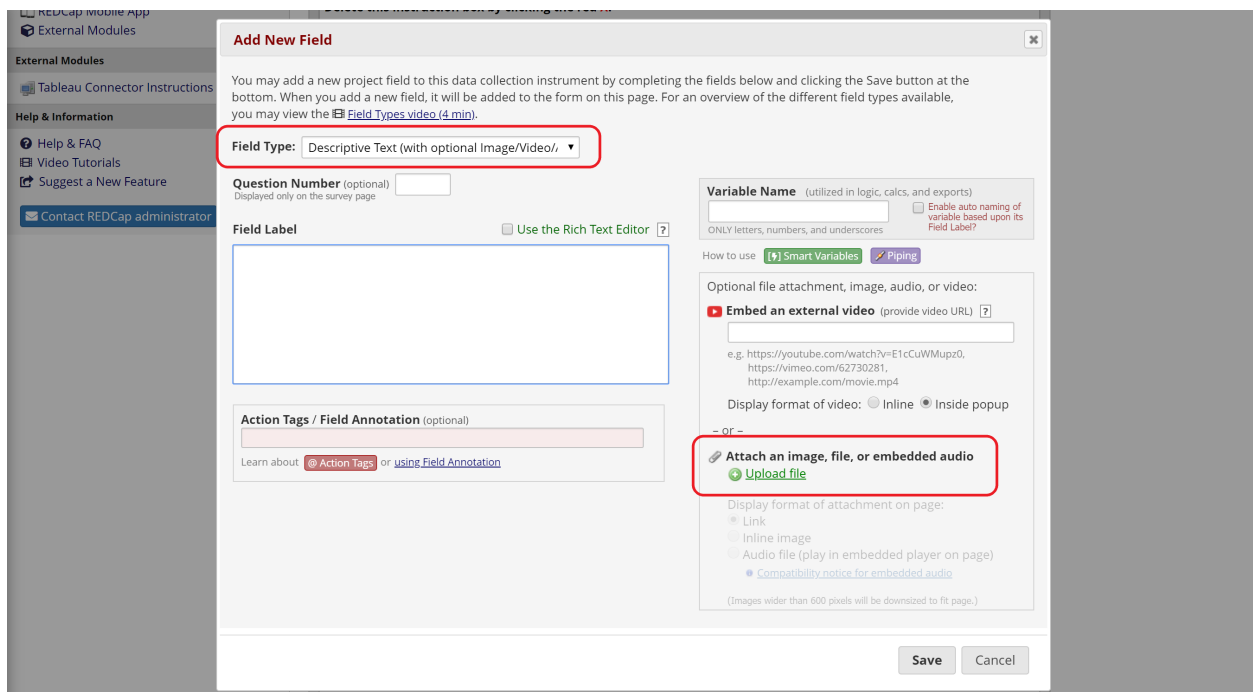 REDCap Mobile App
External Modules
External Modules
Tableau Connector Instructions
Help & Information
Help & FAQ
Video Tutorials
Suggest a New Feature
Contact REDCap administrator
Delete this instruction box by clicking the red X.
Add New Field
You may add a new project field to this data collection instrument by completing the fields below and clicking the Save button at the
bottom. When you add a new field, it will be added to the form on this page. For an overview of the different field types available,
you may view the Field Types video (4 min).
Field Type: Descriptive Text (with optional Image/Video/
Question Number (optional)
Displayed only on the survey page
Field Label
Use the Rich Text Editor ?
Action Tags / Field Annotation (optional)
Learn about @ Action Tags or using Field Annotation
Variable Name (utilized in logic, calcs, and exports)
Enable auto naming of
variable based upon its
Field Label?
ONLY letters, numbers, and underscores
How to use Smart Variables Piping
Optional file attachment, image, audio, or video:
Embed an external video (provide video URL) ?
e.g. https://youtube.com/watch?v=E1cCuWMupz0,
https://vimeo.com/62730281,
http://example.com/movie.mp4
Display format of video: Inline Inside popup
– or –
Attach an image, file, or embedded audio
Upload file
Display format of attachment on page:
Link
Inline image
Audio file (play in embedded player on page)
Compatibility notice for embedded audio
(Images wider than 600 pixels will be downsized to fit page.)
Save
Cancel